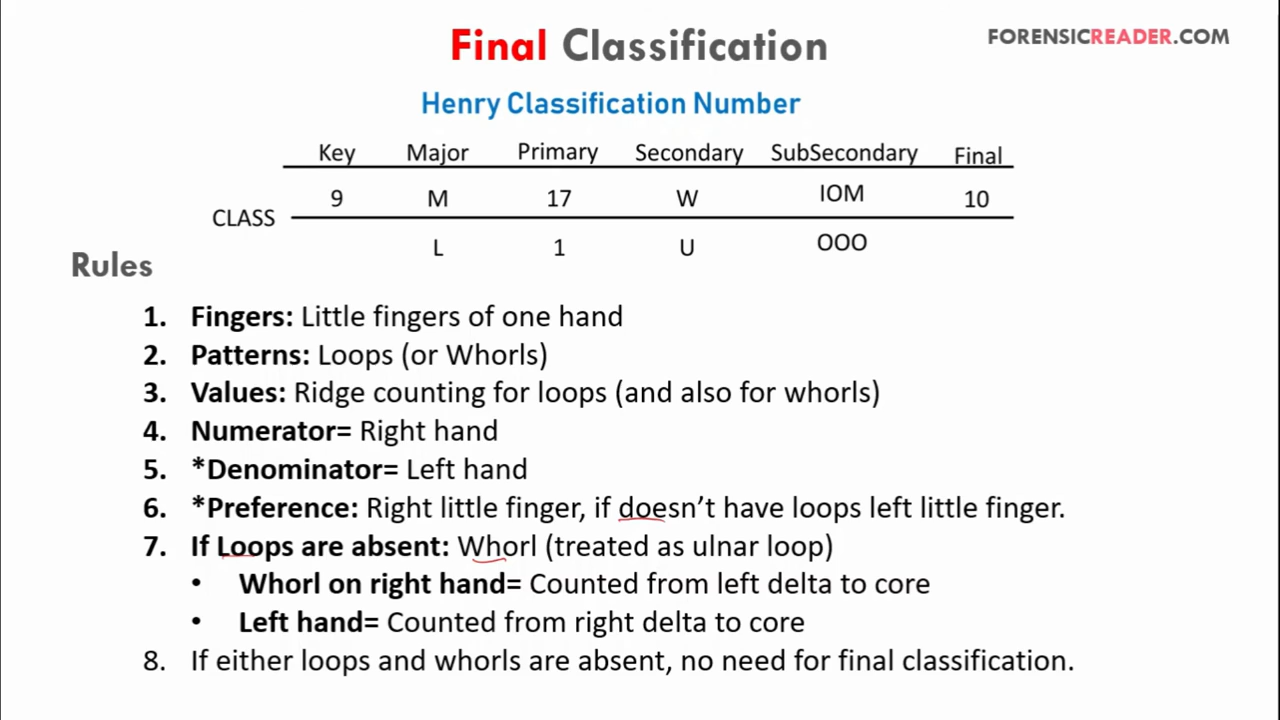 Final Classification
FORENSICREADER.COM
Henry Classification Number
Key Major Primary Secondary SubSecondary Final
9 M 17 W IOM 10
CLASS
L 1 U OOO
Rules
1. Fingers: Little fingers of one hand
2. Patterns: Loops (or Whorls)
3. Values: Ridge counting for loops (and also for whorls)
4. Numerator= Right hand
5. *Denominator= Left hand
6. *Preference: Right little finger, if doesn’t have loops left little finger.
7. If Loops are absent: Whorl (treated as ulnar loop)
• Whorl on right hand= Counted from left delta to core
• Left hand= Counted from right delta to core
8. If either loops and whorls are absent, no need for final classification.